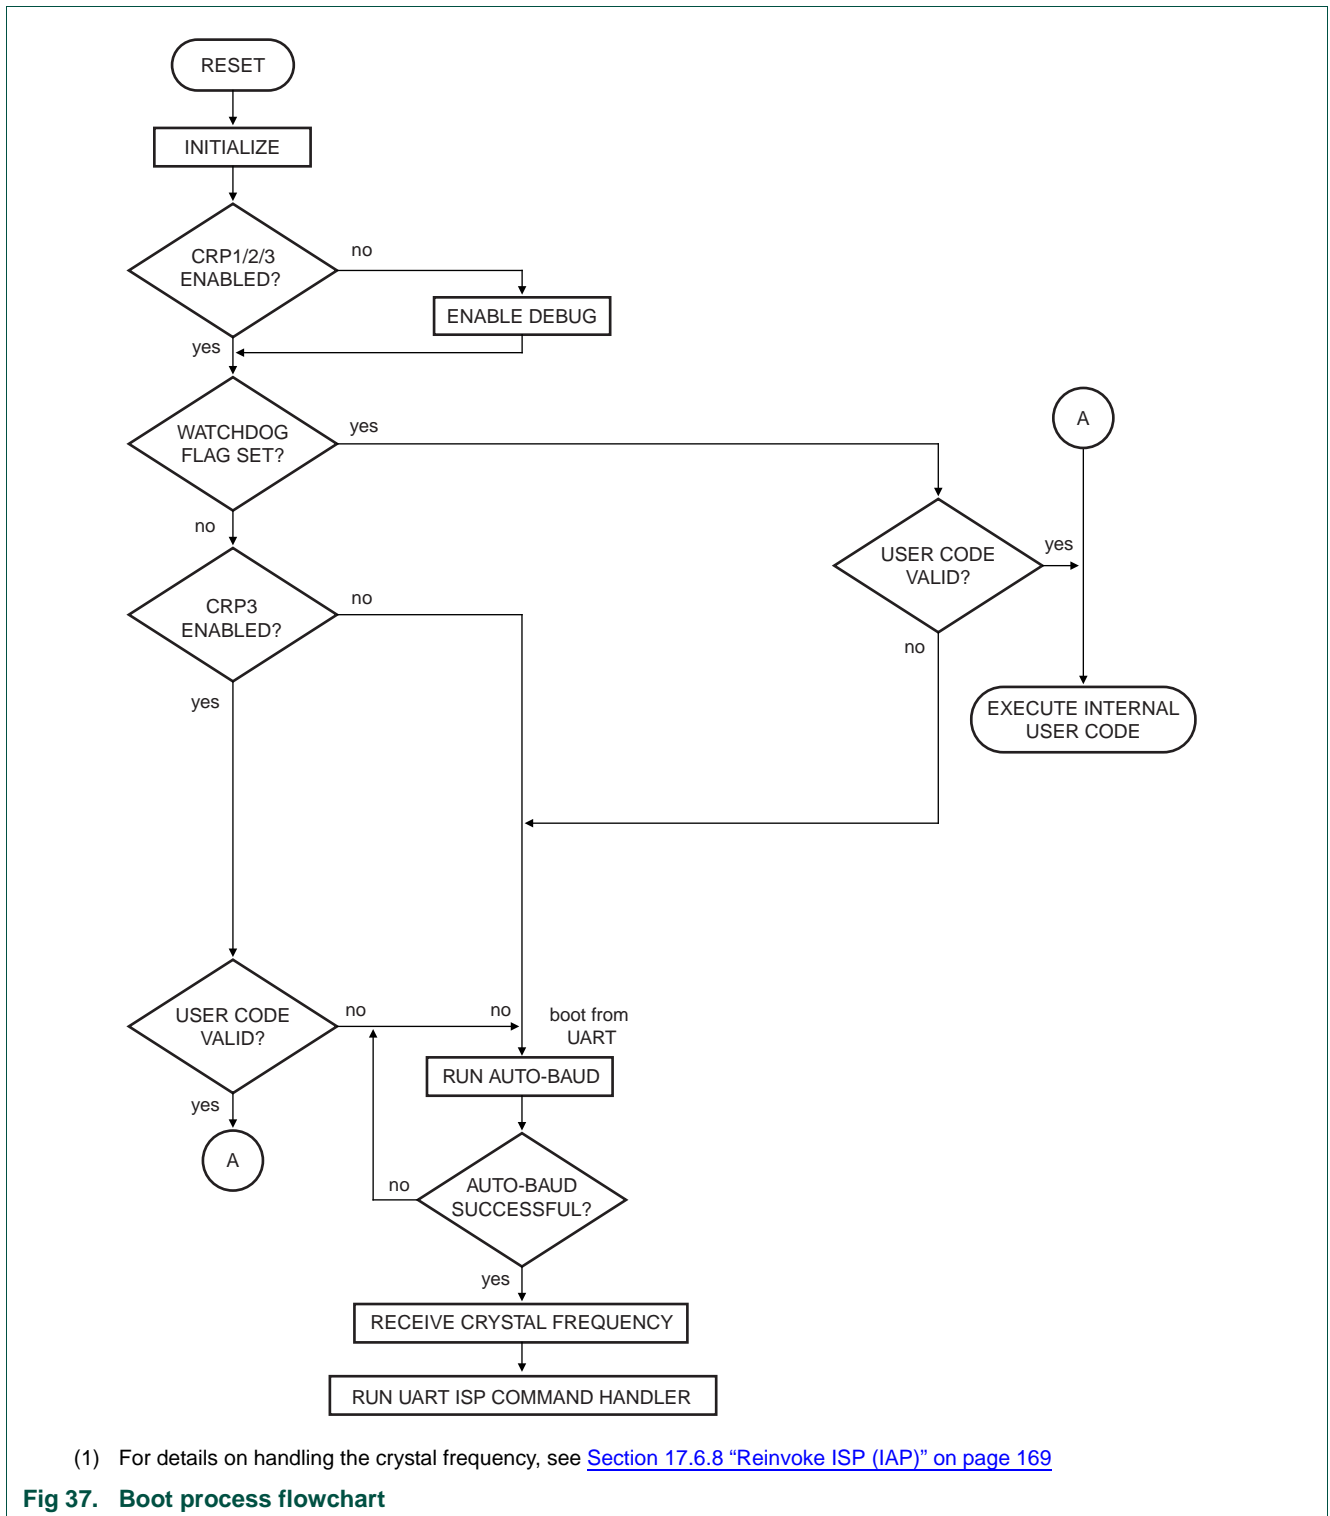 RESET
INITIALIZE
CRP1/2/3
ENABLED?
no
ENABLE DEBUG
yes
WATCHDOG
FLAG SET?
yes
A
no
USER CODE
VALID?
yes
no
CRP3
ENABLED?
no
yes
EXECUTE INTERNAL
USER CODE
USER CODE
VALID?
no
no
boot from
UART
RUN AUTO-BAUD
yes
A
no
AUTO-BAUD
SUCCESSFUL?
yes
RECEIVE CRYSTAL FREQUENCY
RUN UART ISP COMMAND HANDLER
(1) For details on handling the crystal frequency, see Section 17.6.8 “Reinvoke ISP (IAP)” on page 169
Fig 37. Boot process flowchart